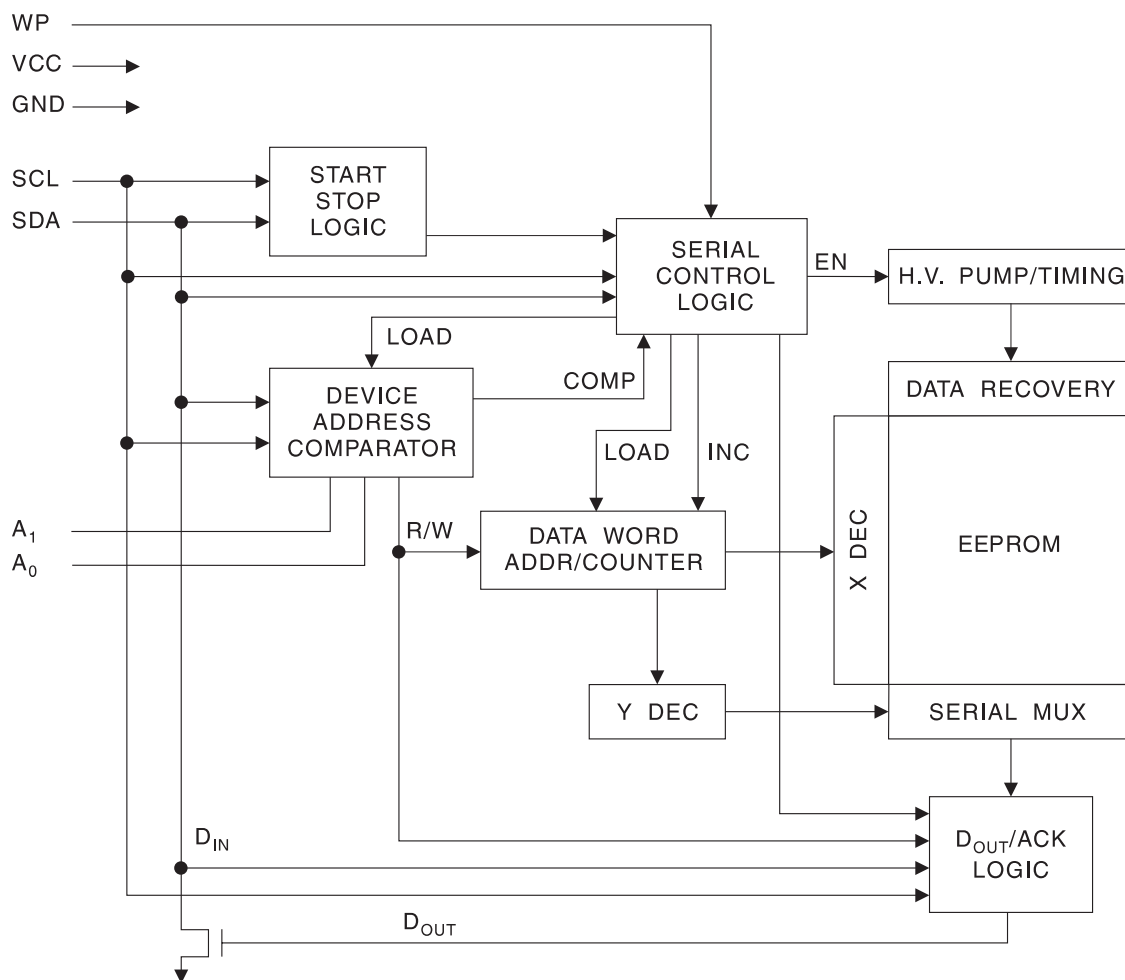 WP
VCC
GND
SCL
SDA
START
STOP
LOGIC
SERIAL
CONTROL
LOGIC
EN
H.V. PUMP/TIMING
LOAD
COMP
DEVICE
ADDRESS
COMPARATOR
DATA RECOVERY
LOAD
INC
A1
A0
R/W
DATA WORD
ADDR/COUNTER
X DEC
EEPROM
Y DEC
SERIAL MUX
DIN
DOUT/ACK
LOGIC
DOUT